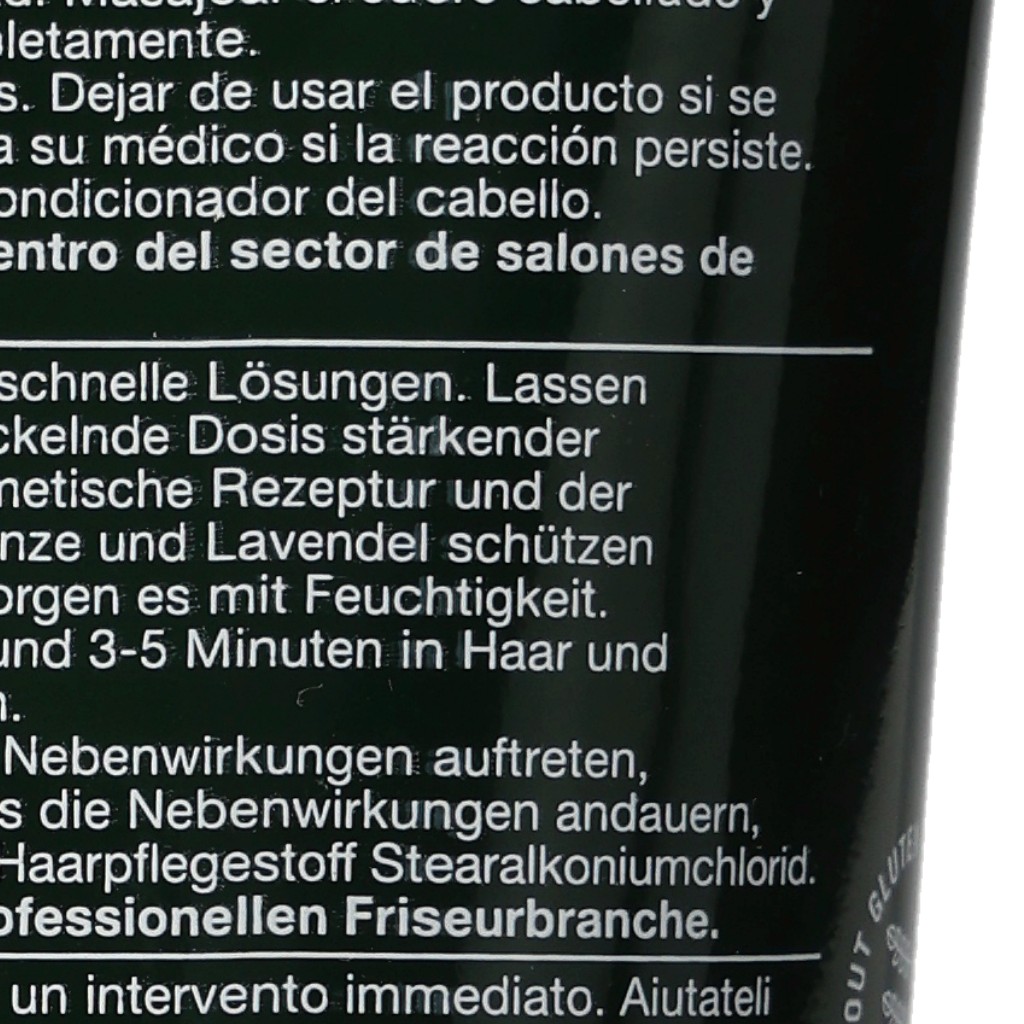 pletamente.
s. Dejar de usar el producto si se
a su médico si la reacción persiste.
ondicionador del cabello.
entro del sector de salones de
schnelle Lösungen. Lassen
ckelnde Dosis stärkender
metische Rezeptur und der
nze und Lavendel schützen
orgen es mit Feuchtigkeit.
und 3-5 Minuten in Haar und
n.
Nebenwirkungen auftreten,
s die Nebenwirkungen andauern,
Haarpflegestoff Stearalkoniumchlorid.
ofessionellen Friseurbranche.
un intervento immediato. Aiutateli
OUT GLUTEN